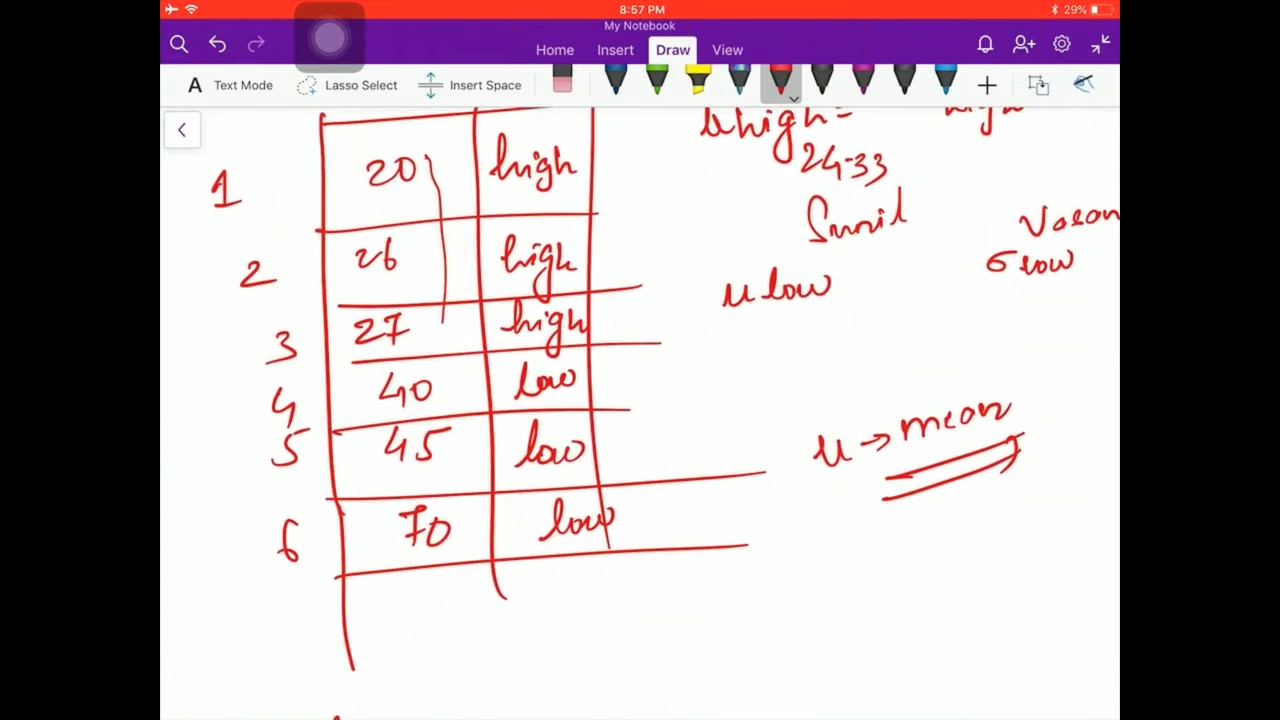 8:57 PM
29%
My Notebook
Home Insert Draw View
A Text Mode Lasso Select Insert Space
μhigh =
24.33
1 20 high
Sunil
2 26 high
σlow
μlow
3 27 high
4 40 low
μ → mean
5 45 low
6 70 low